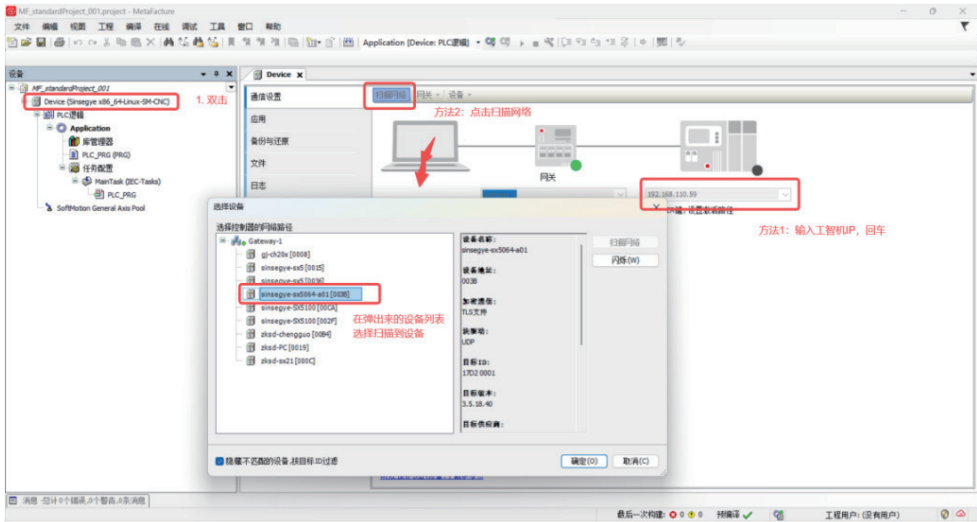 MF_standardProject_001.project - MetaFacture
文件 编辑 视图 工程 编译 在线 调试 工具 窗口 帮助
Application [Device: PLC逻辑]
设备
MF_standardProject_001
Device (Sinsegye x86_64-Linux-SM-CNC)
1. 双击
PLC逻辑
Application
库管理器
PLC_PRG (PRG)
任务配置
MainTask (IEC-Tasks)
PLC_PRG
SoftMotion General Axis Pool
Device
通信设置
应用
备份与还原
文件
日志
扫描网络 网关 设备
方法2：点击扫描网络
网关
192.168.110.59
方法1：输入工智机IP，回车
选择设备
选择控制器的网络路径
Gateway-1
gj-ch20x [0008]
sinsegye-sx5 [0015]
sinsegye-sx5 [0036]
sinsegye-sx5064-a01 [003B]
sinsegye-SX5100 [00CA]
sinsegye-SX5100 [002F]
zksd-chengguo [00B4]
zksd-PC [0019]
zksd-sx21 [000C]
在弹出来的设备列表
选择扫描到设备
设备名称:
sinsegye-sx5064-a01
设备地址:
003B
加密通信:
TLS支持
块驱动:
UDP
目标ID:
17D2 0001
目标版本:
3.5.18.40
目标供应商:
扫描网络
闪烁(W)
隐藏不匹配的设备,按目标ID过滤
确定(O) 取消(C)
消息 -总计0个错误,0个警告,0条消息
最后一次构建: 0 0 预编译 工程用户: (没有用户)